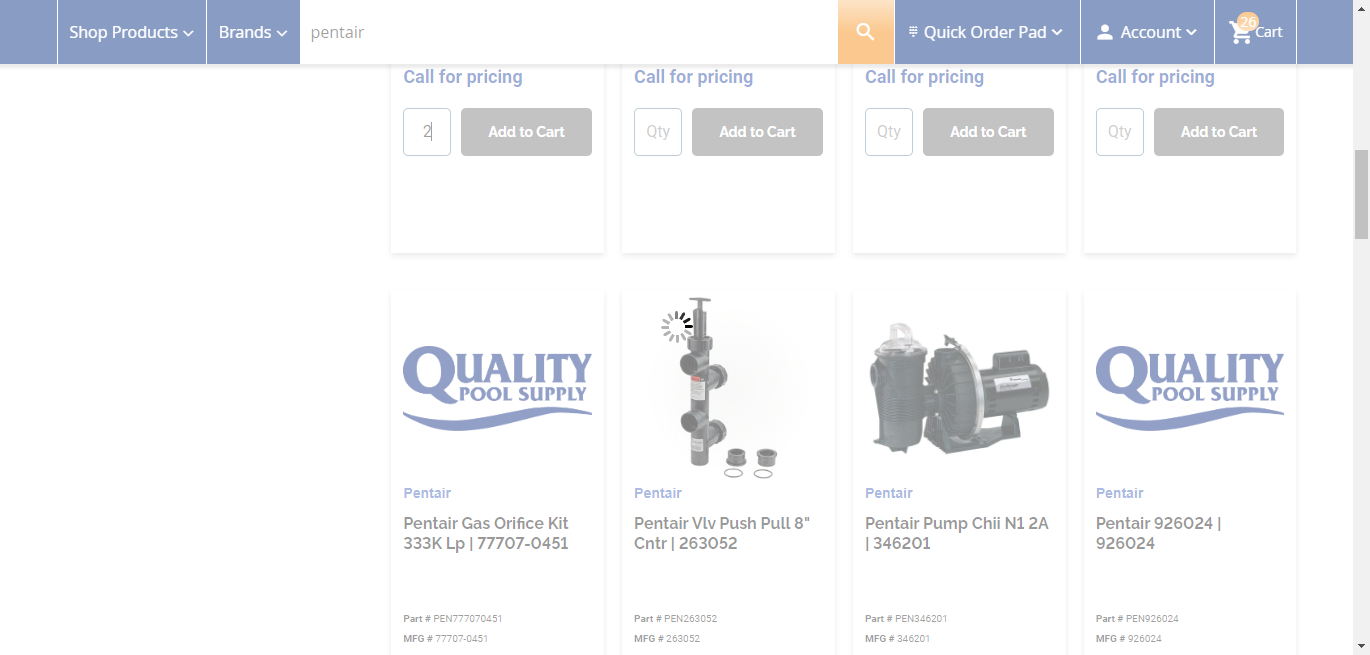 Shop Products
Brands
pentair
Quick Order Pad
Account
26
Cart
Call for pricing
Call for pricing
Call for pricing
Call for pricing
2
Add to Cart
Qty
Add to Cart
Qty
Add to Cart
Qty
Add to Cart
QUALITY
POOL SUPPLY
QUALITY
POOL SUPPLY
Pentair
Pentair Gas Orifice Kit
333K Lp | 77707-0451
Part # PEN777070451
MFG # 77707-0451
Pentair
Pentair Vlv Push Pull 8"
Cntr | 263052
Part # PEN263052
MFG # 263052
Pentair
Pentair Pump Chii N1 2A
| 346201
Part # PEN346201
MFG # 346201
Pentair
Pentair 926024 |
926024
Part # PEN926024
MFG # 926024